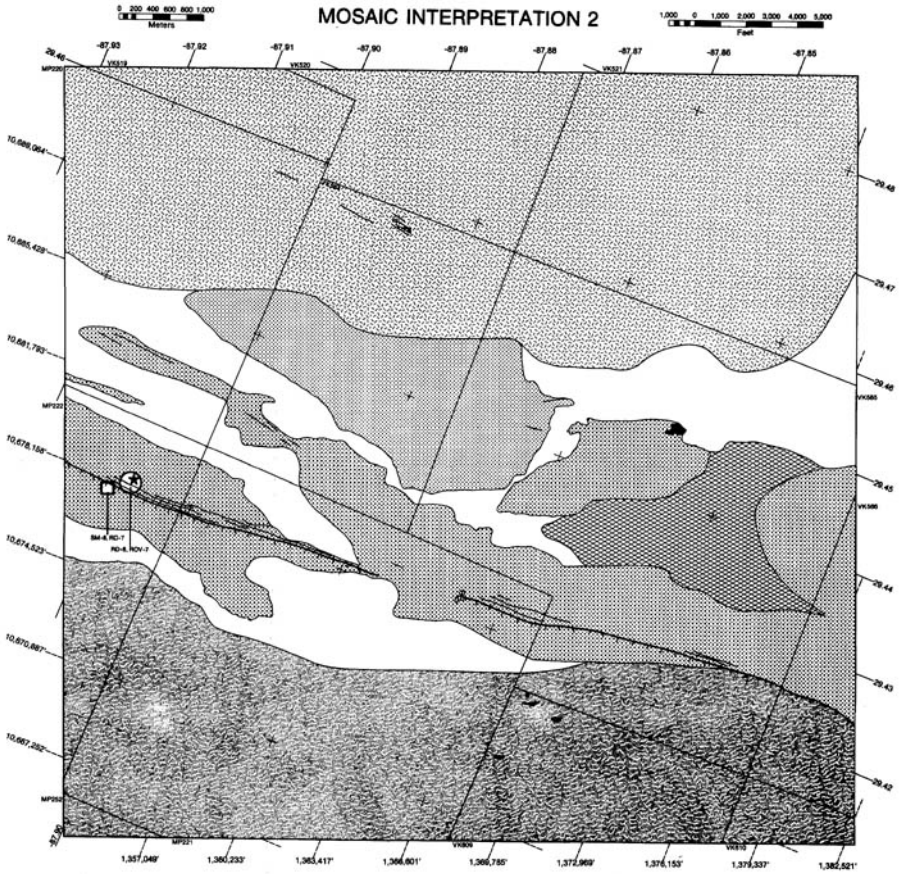 MOSAIC INTERPRETATION 2
0 200 400 600 800 1,000
Meters
1,000 0 1,000 2,000 3,000 4,000 5,000
Feet
-87.93 -87.92 -87.91 -87.90 -87.89 -87.88 -87.87 -87.86 -87.85
29.46
VK519 VK520 VK521
MP220
10,689,064'
29.48
10,685,428'
29.47
10,681,793'
29.46
VK565
MP222
10,678,158'
29.45
VK566
SM-8, RC-7
RD-8, ROV-7
10,674,523'
29.44
10,670,887'
29.43
10,667,252'
29.42
MP252
MP221 VK609 VK610
1,357,049' 1,360,233' 1,363,417' 1,366,601' 1,369,785' 1,372,969' 1,376,153' 1,379,337' 1,382,521'